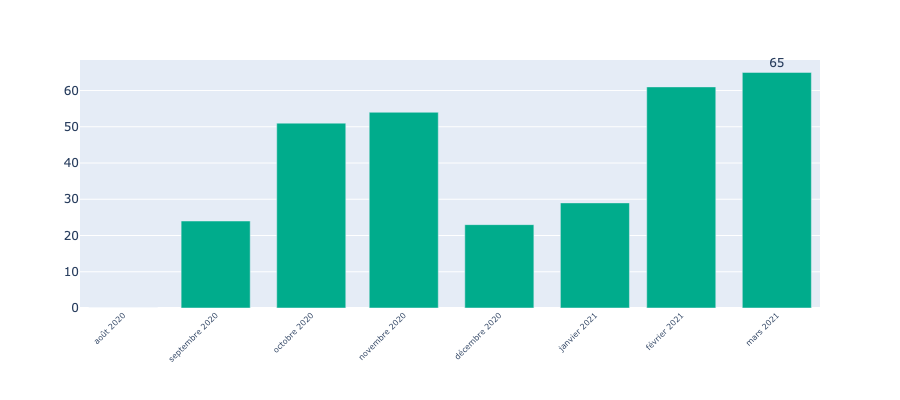 65
60
50
40
30
20
10
0
août 2020
septembre 2020
octobre 2020
novembre 2020
décembre 2020
janvier 2021
février 2021
mars 2021